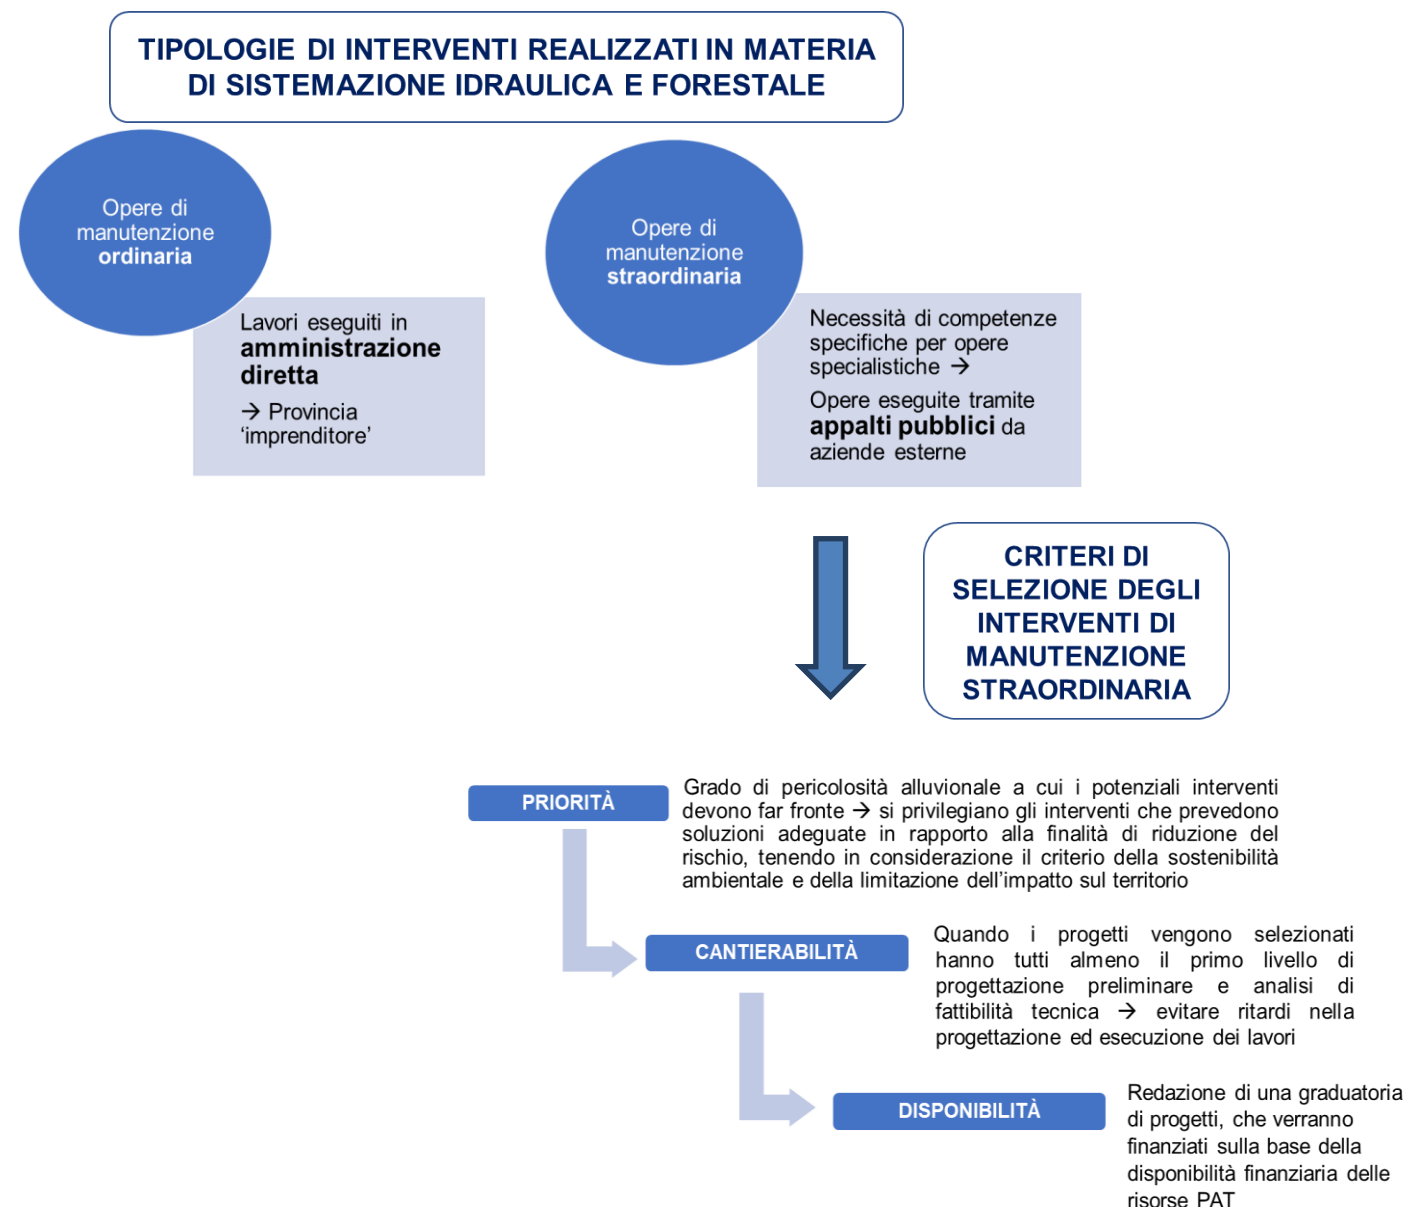 TIPOLOGIE DI INTERVENTI REALIZZATI IN MATERIA
DI SISTEMAZIONE IDRAULICA E FORESTALE
Opere di
manutenzione
ordinaria
Lavori eseguiti in
amministrazione
diretta
→ Provincia
‘imprenditore’
Opere di
manutenzione
straordinaria
Necessità di competenze
specifiche per opere
specialistiche →
Opere eseguite tramite
appalti pubblici da
aziende esterne
CRITERI DI
SELEZIONE DEGLI
INTERVENTI DI
MANUTENZIONE
STRAORDINARIA
PRIORITÀ
Grado di pericolosità alluvionale a cui i potenziali interventi
devono far fronte → si privilegiano gli interventi che prevedono
soluzioni adeguate in rapporto alla finalità di riduzione del
rischio, tenendo in considerazione il criterio della sostenibilità
ambientale e della limitazione dell’impatto sul territorio
CANTIERABILITÀ
Quando i progetti vengono selezionati
hanno tutti almeno il primo livello di
progettazione preliminare e analisi di
fattibilità tecnica → evitare ritardi nella
progettazione ed esecuzione dei lavori
DISPONIBILITÀ
Redazione di una graduatoria
di progetti, che verranno
finanziati sulla base della
disponibilità finanziaria delle
risorse PAT